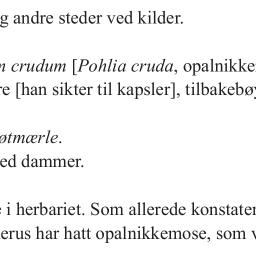 g andre steder ved kilder.
n crudum [Pohlia cruda, opalnikke
e [han sikter til kapsler], tilbakebøy
øtmærle.
ed dammer.
i herbariet. Som allerede konstater
erus har hatt opalnikkemose, som v